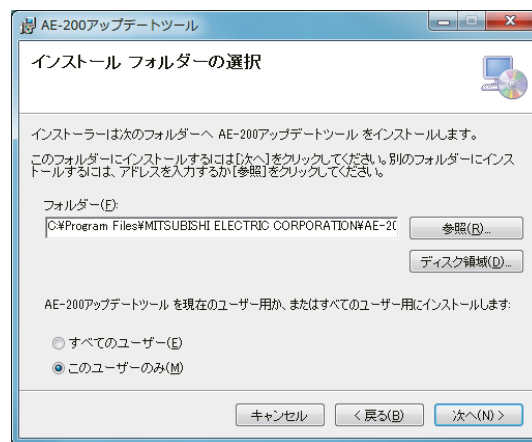 AE-200アップデートツール
インストール フォルダーの選択
インストーラーは次のフォルダーへ AE-200アップデートツール をインストールします。
このフォルダーにインストールするには[次へ]をクリックしてください。別のフォルダーにインス
トールするには、アドレスを入力するか[参照]をクリックしてください。
フォルダー(F):
C:¥Program Files¥MITSUBISHI ELECTRIC CORPORATION¥AE-20
参照(R)...
ディスク領域(D)...
AE-200アップデートツール を現在のユーザー用か、またはすべてのユーザー用にインストールします:
すべてのユーザー(E)
このユーザーのみ(M)
キャンセル
< 戻る(B)
次へ(N) >